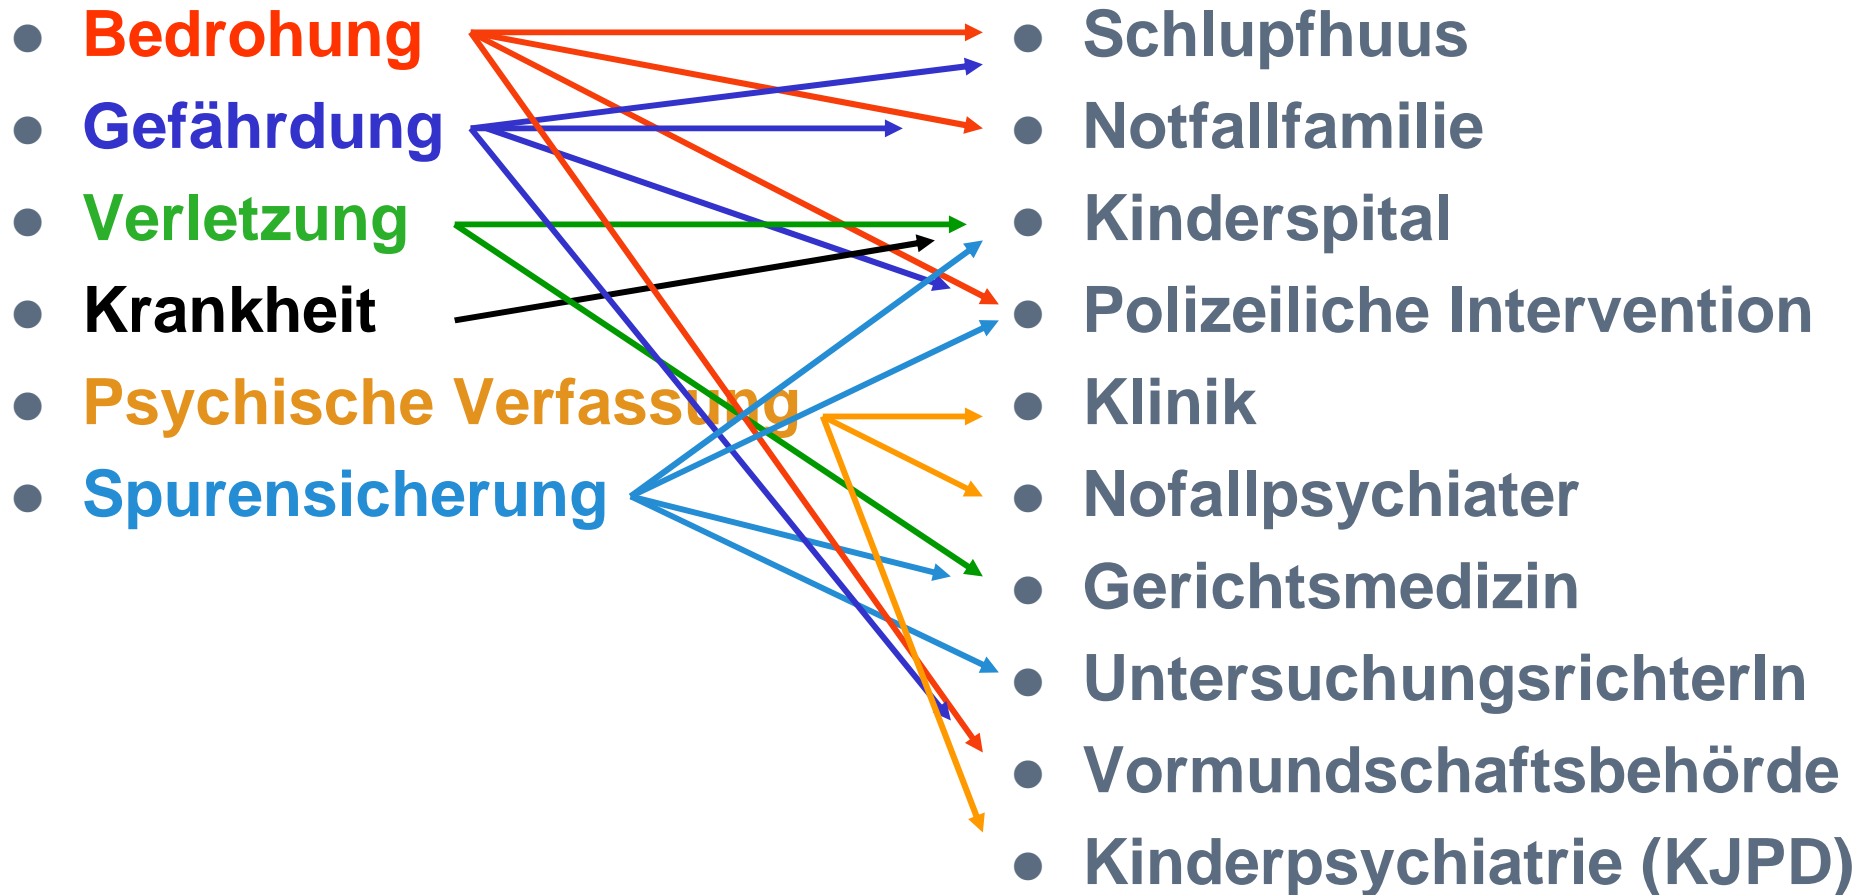 ● Bedrohung
● Gefährdung
● Verletzung
● Krankheit
● Psychische Verfassung
● Spurensicherung
● Schlupfhuus
● Notfallfamilie
● Kinderspital
● Polizeiliche Intervention
● Klinik
● Nofallpsychiater
● Gerichtsmedizin
● UntersuchungsrichterIn
● Vormundschaftsbehörde
● Kinderpsychiatrie (KJPD)